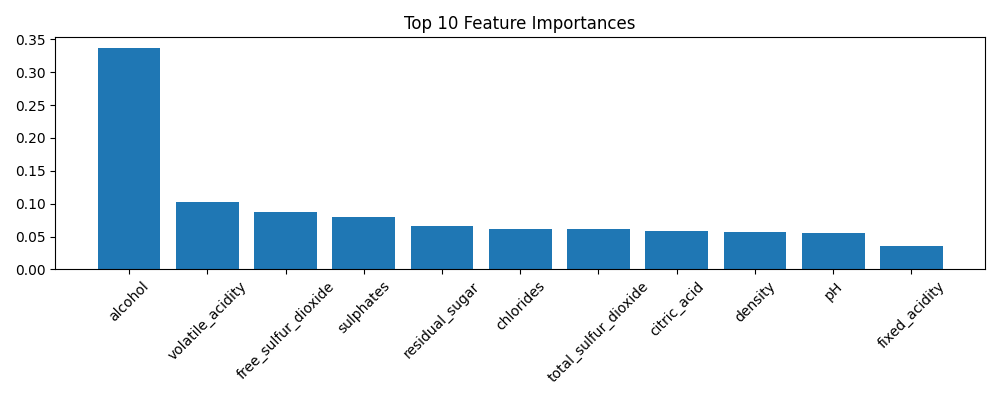 Top 10 Feature Importances
0.35
0.30
0.25
0.20
0.15
0.10
0.05
0.00
alcohol
volatile_acidity
free_sulfur_dioxide
sulphates
residual_sugar
chlorides
total_sulfur_dioxide
citric_acid
density
pH
fixed_acidity